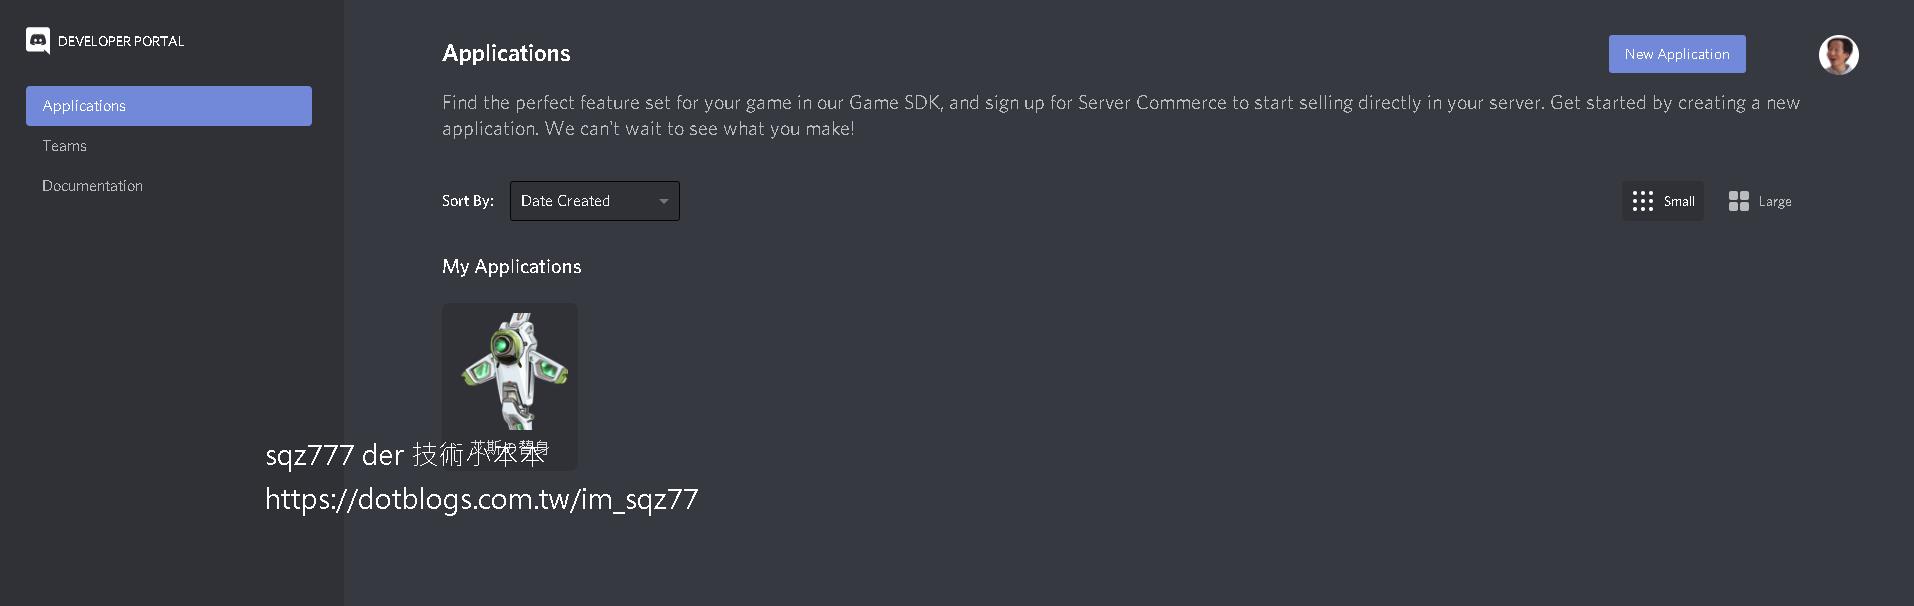 DEVELOPER PORTAL
Applications
Teams
Documentation
Applications
New Application
Find the perfect feature set for your game in our Game SDK, and sign up for Server Commerce to start selling directly in your server. Get started by creating a new
application. We can't wait to see what you make!
Sort By:
Date Created
Small
Large
My Applications
sqz777 der 技術小本本
https://dotblogs.com.tw/im_sqz77